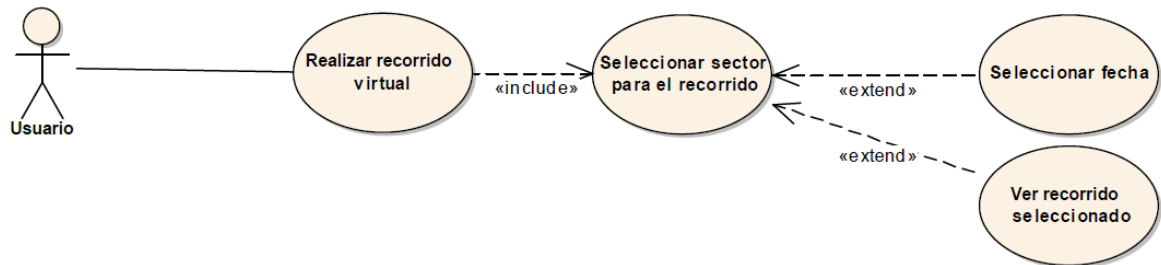 Usuario
Realizar recorrido
virtual
«include»
Seleccionar sector
para el recorrido
«extend»
Seleccionar fecha
«extend»
Ver recorrido
seleccionado